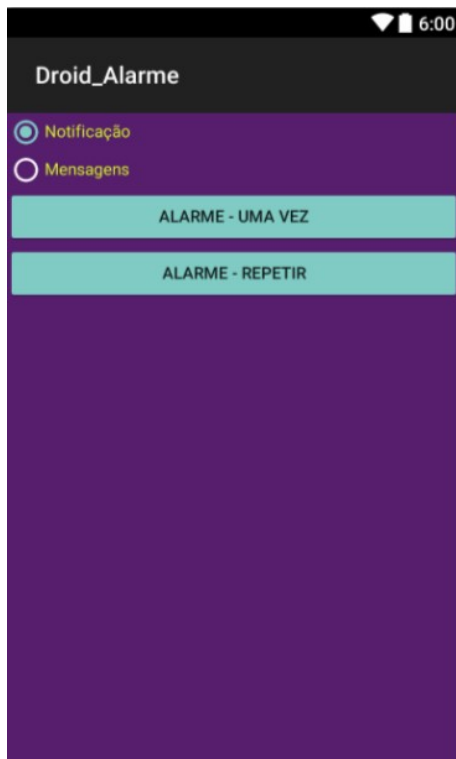 6:00
Droid_Alarme
Notificação
Mensagens
ALARME - UMA VEZ
ALARME - REPETIR